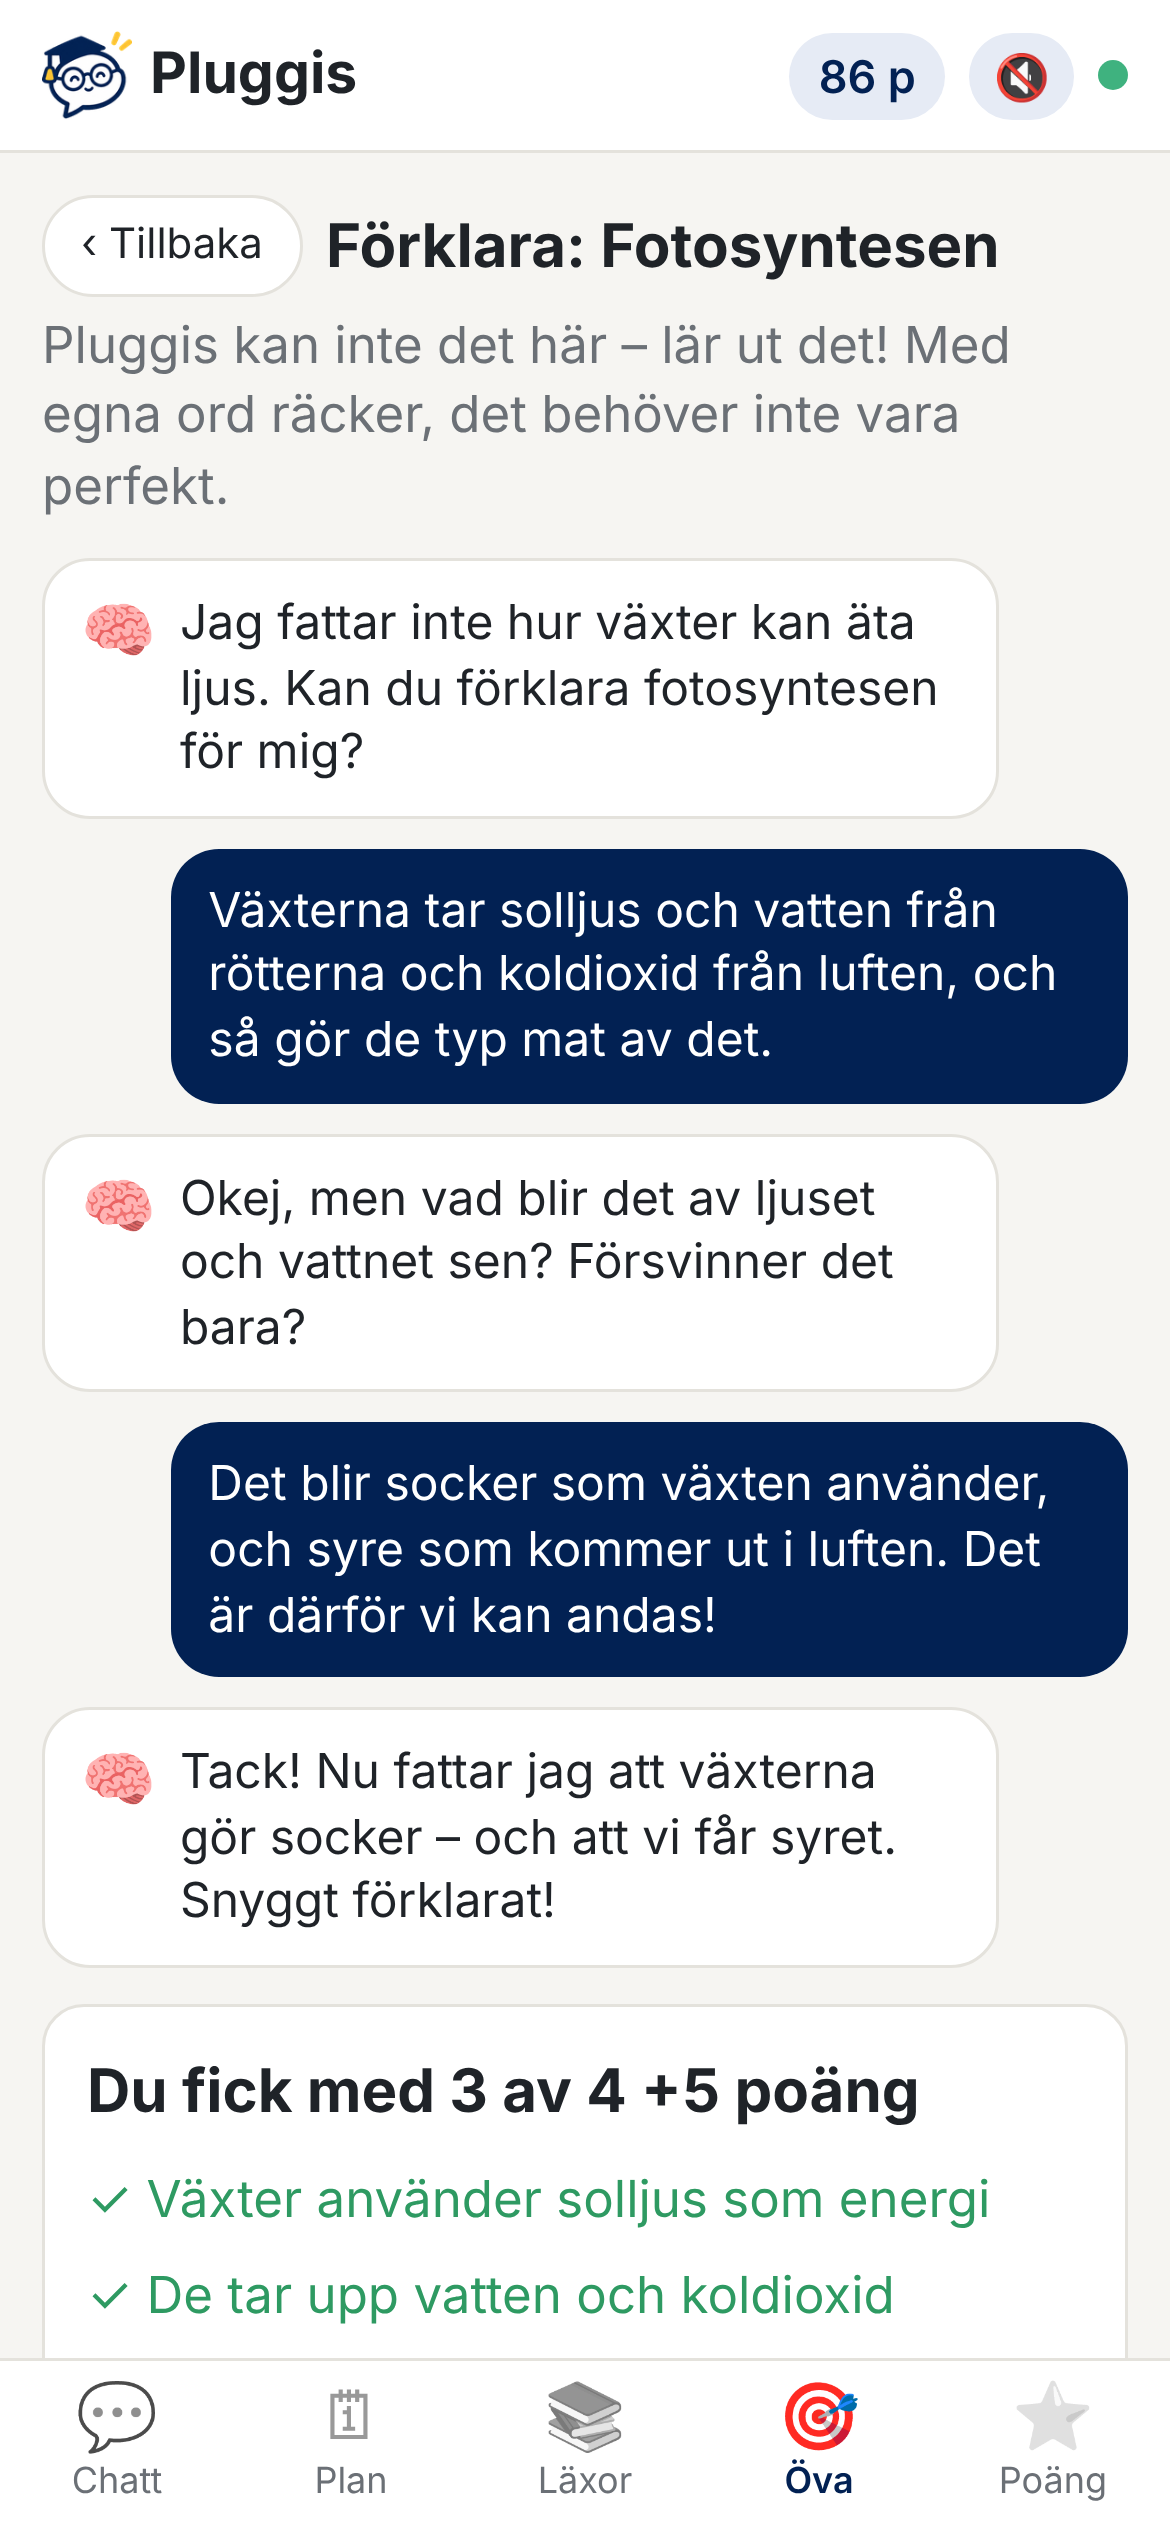 Pluggis
86 p
‹ Tillbaka
Förklara: Fotosyntesen
Pluggis kan inte det här – lär ut det! Med
egna ord räcker, det behöver inte vara
perfekt.
Jag fattar inte hur växter kan äta
ljus. Kan du förklara fotosyntesen
för mig?
Växterna tar solljus och vatten från
rötterna och koldioxid från luften, och
så gör de typ mat av det.
Okej, men vad blir det av ljuset
och vattnet sen? Försvinner det
bara?
Det blir socker som växten använder,
och syre som kommer ut i luften. Det
är därför vi kan andas!
Tack! Nu fattar jag att växterna
gör socker – och att vi får syret.
Snyggt förklarat!
Du fick med 3 av 4 +5 poäng
✓ Växter använder solljus som energi
✓ De tar upp vatten och koldioxid
Chatt
Plan
Läxor
Öva
Poäng